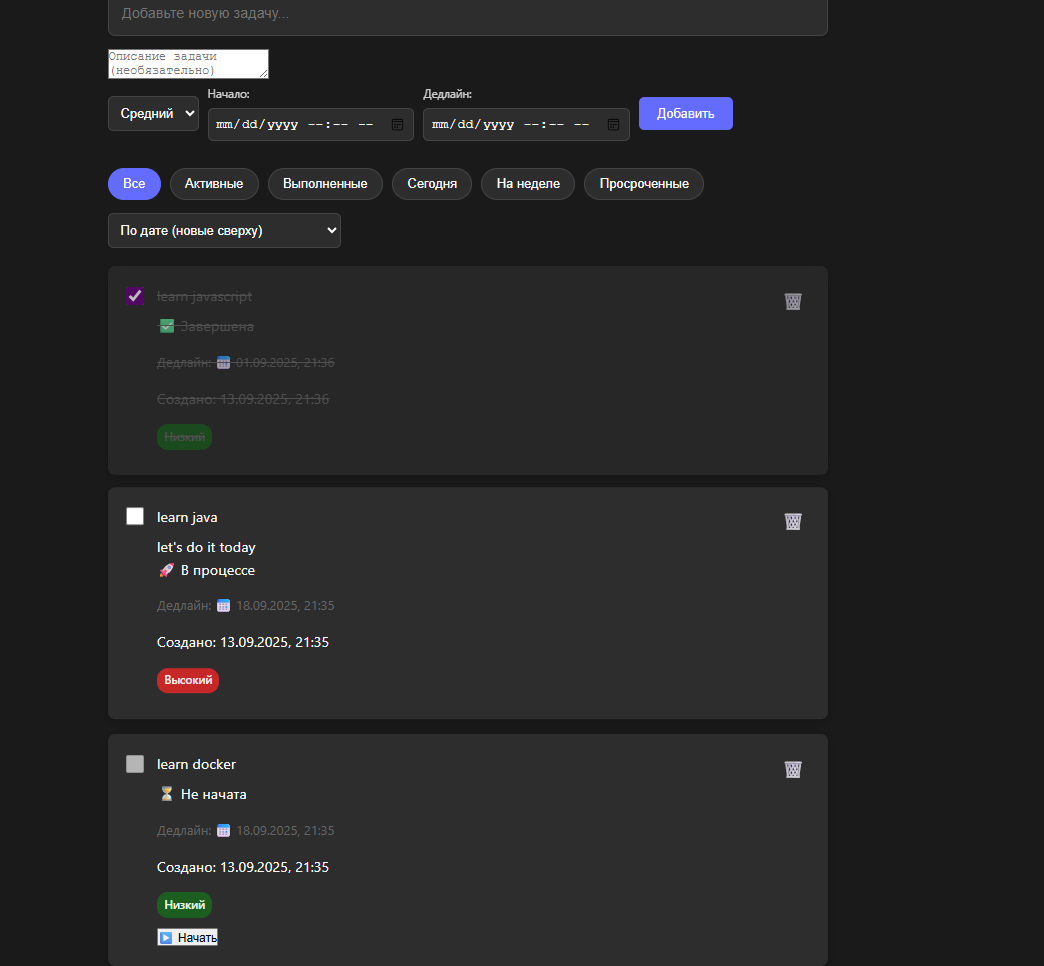 Добавьте новую задачу...
Описание задачи
(необязательно)
Начало:
Дедлайн:
Средний
mm/dd/yyyy --:-- --
mm/dd/yyyy --:-- --
Добавить
Все
Активные
Выполненные
Сегодня
На неделе
Просроченные
По дате (новые сверху)
learn javascript
Завершена
Дедлайн: 01.09.2025, 21:36
Создано: 13.09.2025, 21:36
Низкий
learn java
let's do it today
В процессе
Дедлайн: 18.09.2025, 21:35
Создано: 13.09.2025, 21:35
Высокий
learn docker
Не начата
Дедлайн: 18.09.2025, 21:35
Создано: 13.09.2025, 21:35
Низкий
Начать